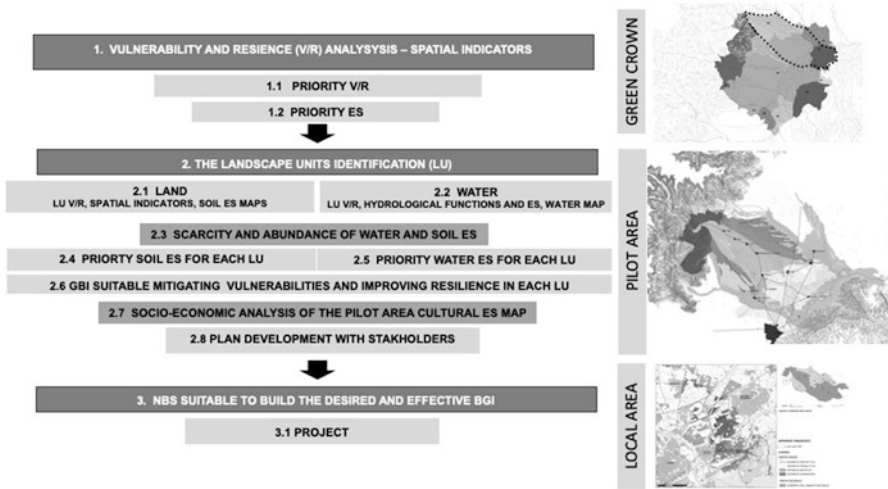 1. VULNERABILITY AND RESIENCE (V/R) ANALYSYSIS – SPATIAL INDICATORS
1.1 PRIORITY V/R
1.2 PRIORITY ES
2. THE LANDSCAPE UNITS IDENTIFICATION (LU)
2.1 LAND
LU V/R, SPATIAL INDICATORS, SOIL ES MAPS
2.2 WATER
LU V/R, HYDROLOGICAL FUNCTIONS AND ES, WATER MAP
2.3 SCARCITY AND ABUNDANCE OF WATER AND SOIL ES
2.4 PRIORTY SOIL ES FOR EACH LU
2.5 PRIORITY WATER ES FOR EACH LU
2.6 GBI SUITABLE MITIGATING VULNERABILITIES AND IMPROVING RESILIENCE IN EACH LU
2.7 SOCIO-ECONOMIC ANALYSIS OF THE PILOT AREA CULTURAL ES MAP
2.8 PLAN DEVELOPMENT WITH STAKHOLDERS
3. NBS SUITABLE TO BUILD THE DESIRED AND EFFECTIVE BGI
3.1 PROJECT
GREEN CROWN
PILOT AREA
LOCAL AREA